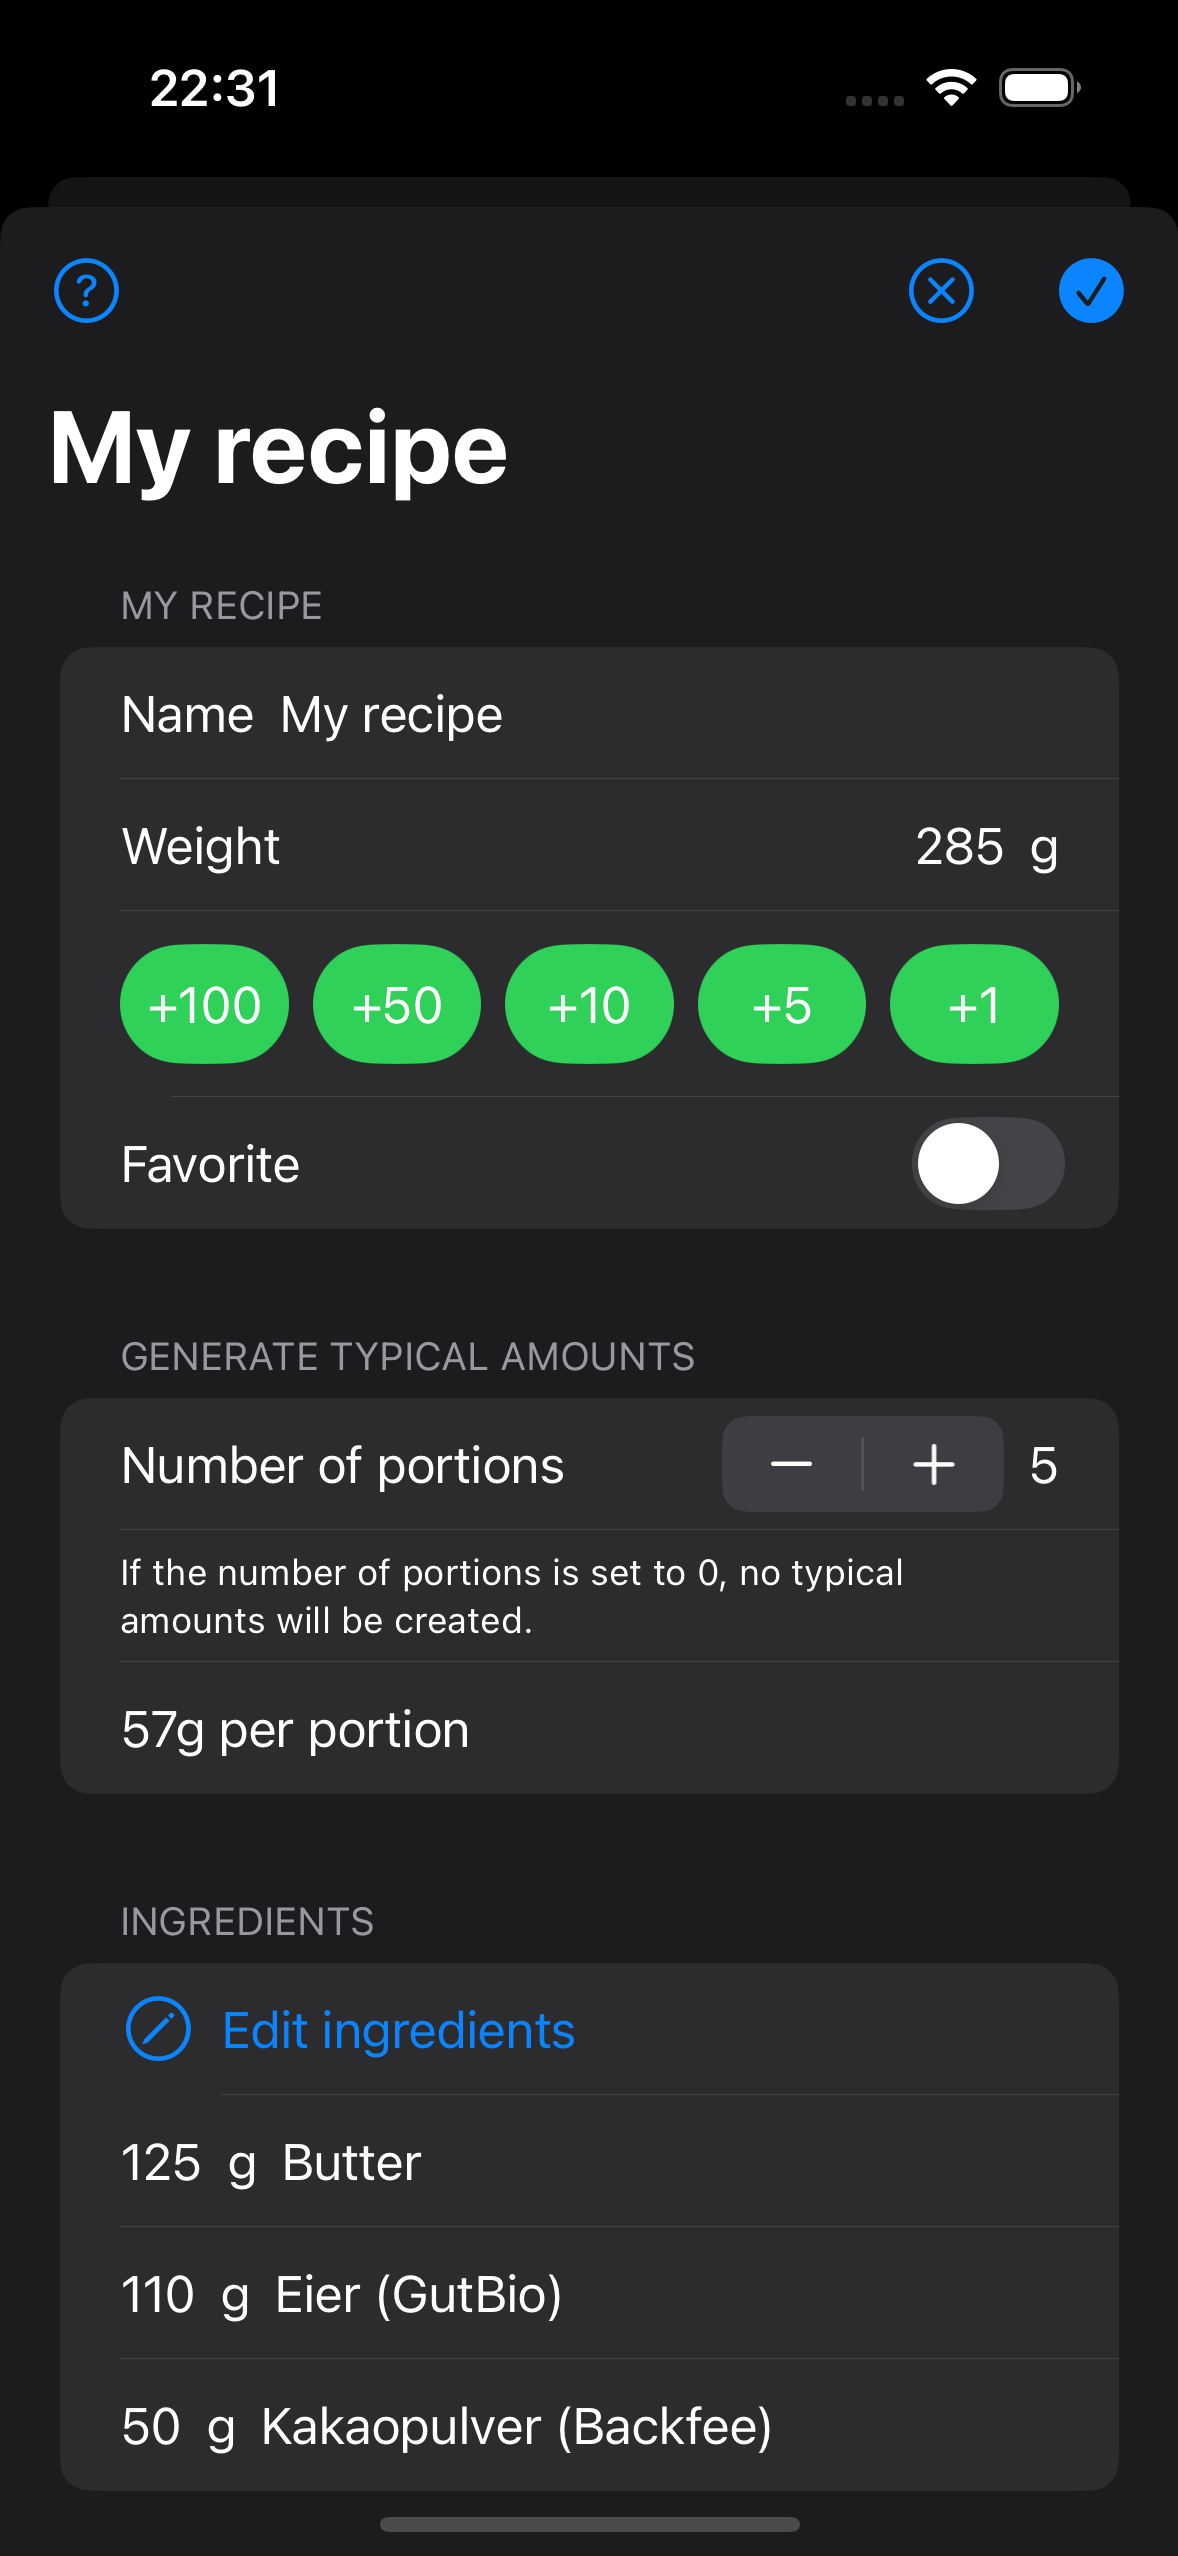 22:31
?
My recipe
MY RECIPE
Name My recipe
Weight 285 g
+100 +50 +10 +5 +1
Favorite
GENERATE TYPICAL AMOUNTS
Number of portions 5
If the number of portions is set to 0, no typical
amounts will be created.
57g per portion
INGREDIENTS
Edit ingredients
125 g Butter
110 g Eier (GutBio)
50 g Kakaopulver (Backfee)